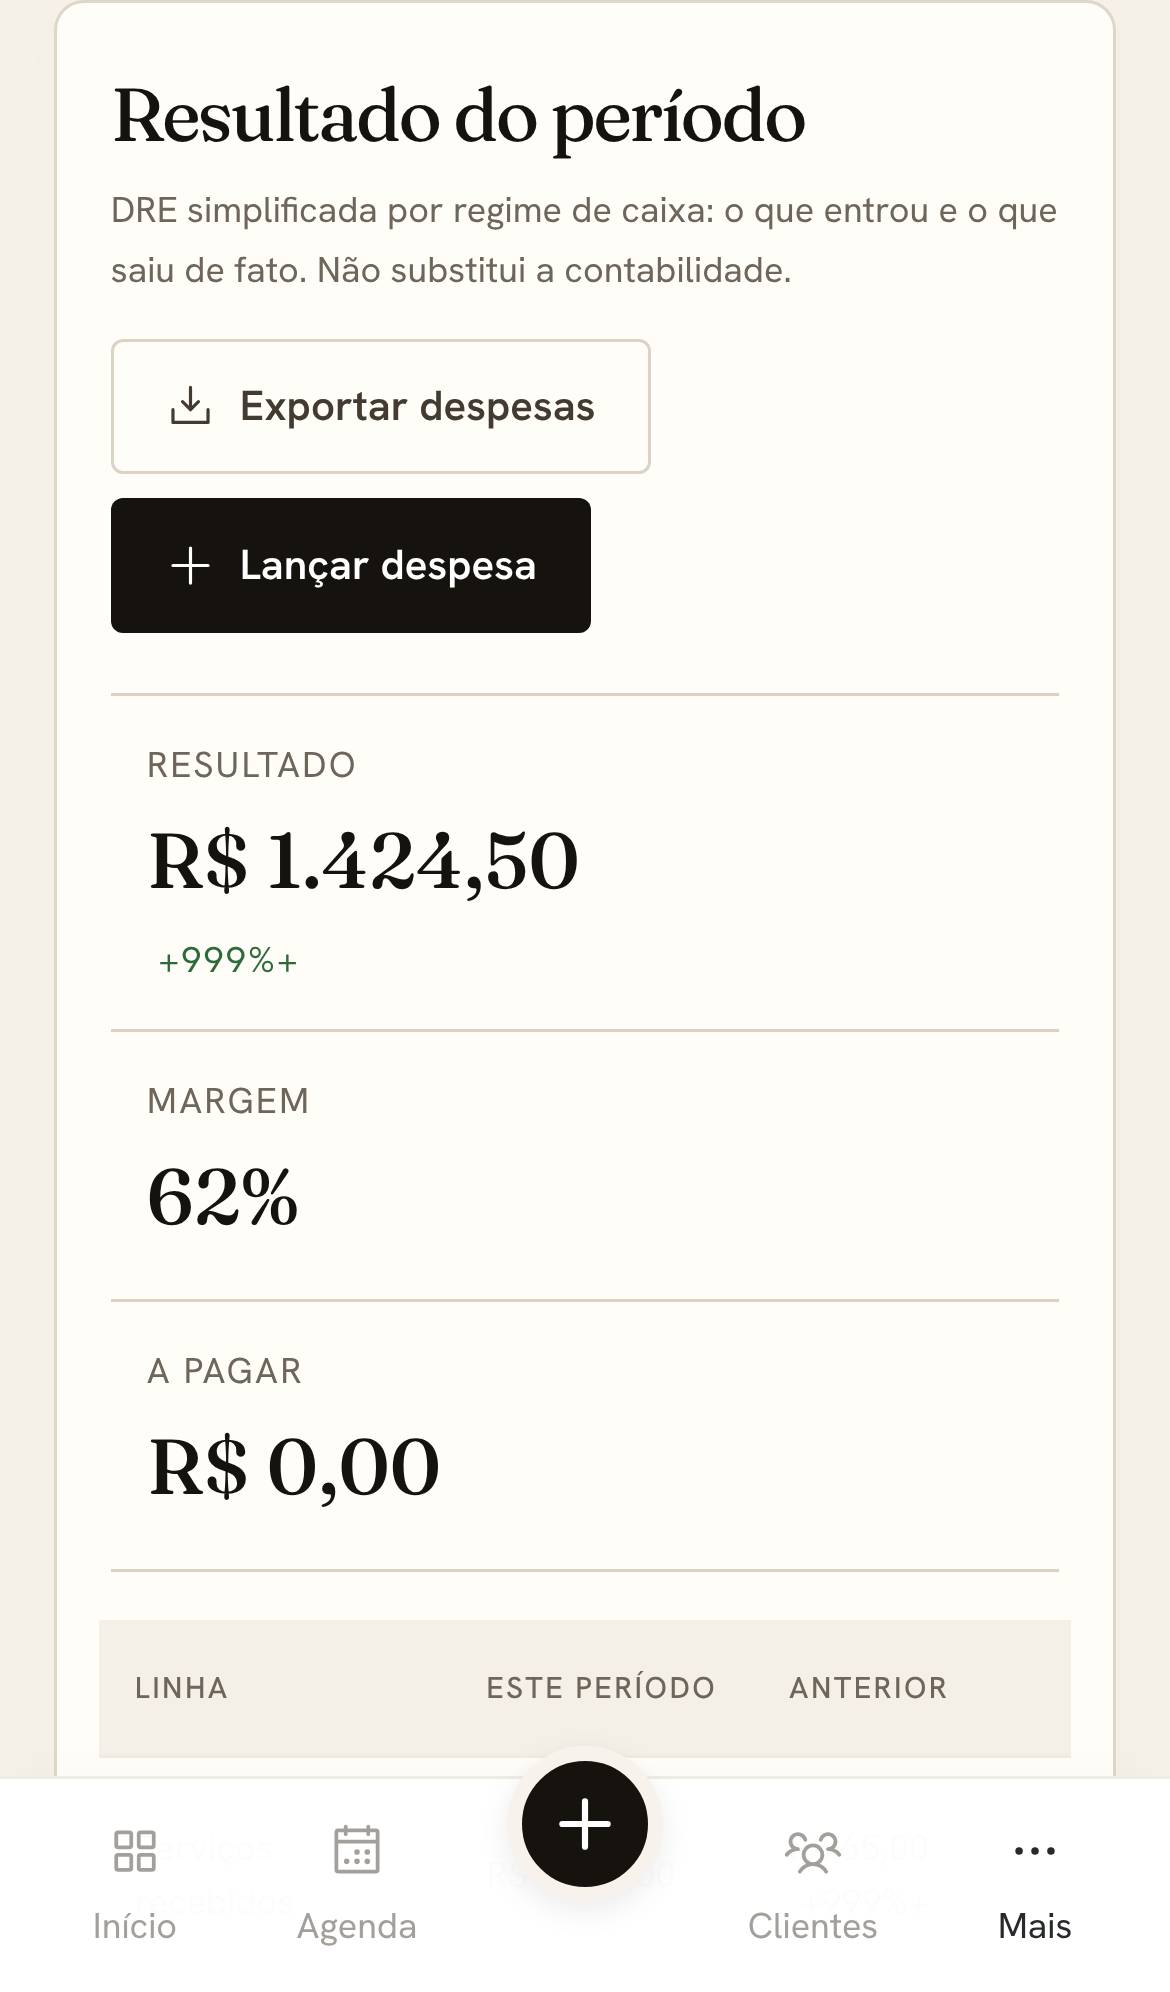 Resultado do período
DRE simplificada por regime de caixa: o que entrou e o que
saiu de fato. Não substitui a contabilidade.
Exportar despesas
Lançar despesa
RESULTADO
R$ 1.424,50
+999%+
MARGEM
62%
A PAGAR
R$ 0,00
LINHA ESTE PERÍODO ANTERIOR
recebidos
Início Agenda Clientes Mais